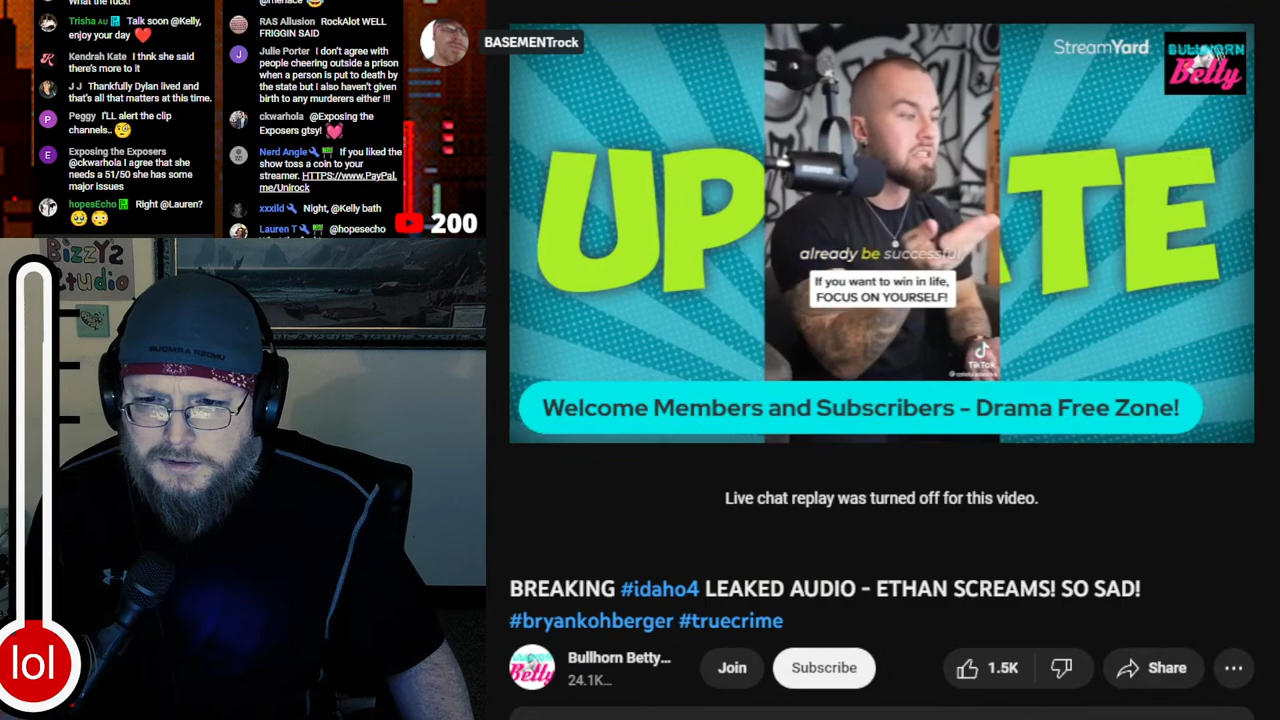 What the fuck!
Trisha AU Talk soon @Kelly,
enjoy your day
Kendrah Kate I thnk she said
there's more to it
J J Thankfully Dylan lived and
that's all that matters at this time.
Peggy I'LL alert the clip
channels..
Exposing the Exposers
@ckwarhola I agree that she
needs a 51/50 she has some
major issues
hopesEcho Right @Lauren?
@menace
RAS Allusion RockAlot WELL
FRIGGIN SAID
Julie Porter I don't agree with
people cheering outside a prison
when a person is put to death by
the state but I also haven't given
birth to any murderers either !!!
ckwarhola @Exposing the
Exposers gtsy!
Nerd Angle If you liked the
show toss a coin to your
streamer. HTTPS://www.PayPal.
me/Unirock
xxxild Night, @Kelly bath
Lauren T @hopesecho
200
BASEMENTrock
BizzY's
Studio
lol
StreamYard
BULLHORN
Betty
UP
ATE
already be successful
If you want to win in life,
FOCUS ON YOURSELF!
TikTok
Welcome Members and Subscribers - Drama Free Zone!
Live chat replay was turned off for this video.
BREAKING #idaho4 LEAKED AUDIO - ETHAN SCREAMS! SO SAD!
#bryankohberger #truecrime
Bullhorn Betty...
24.1K...
Join
Subscribe
1.5K
Share